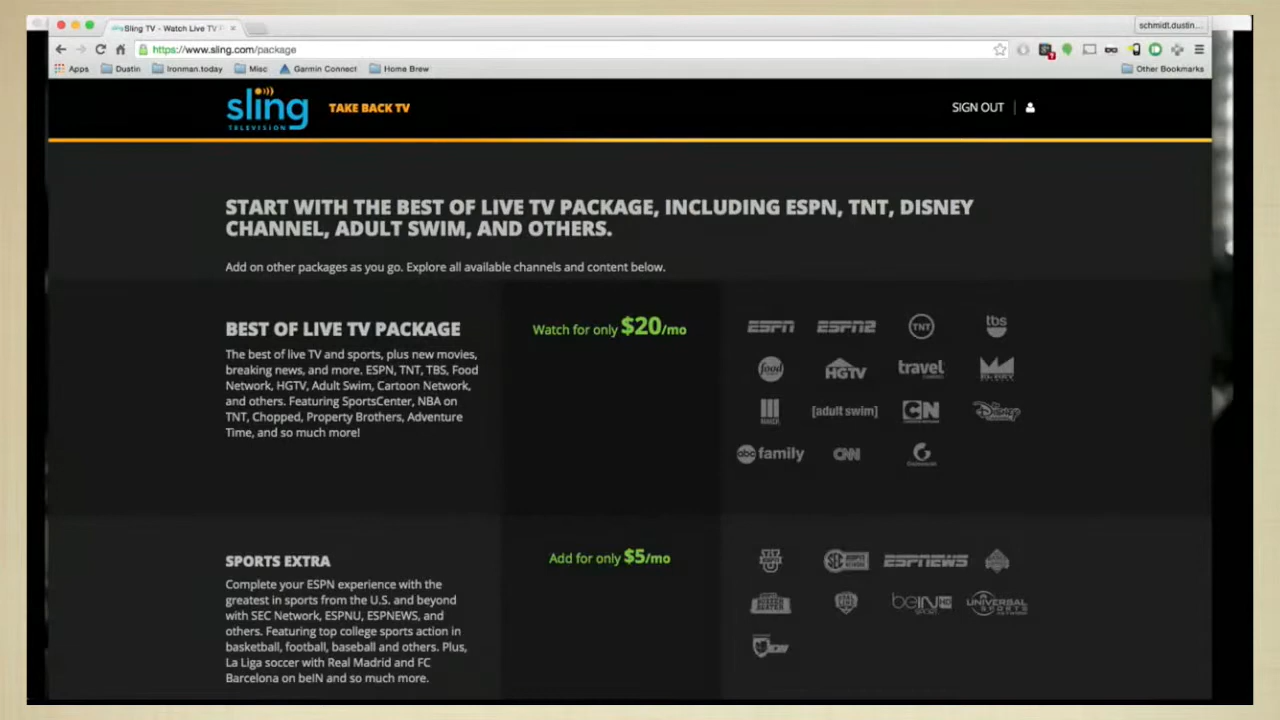 Sling TV - Watch Live TV
schmidt.dustin...
https://www.sling.com/package
Apps Dustin Ironman.today Misc Garmin Connect Home Brew Other Bookmarks
sling
TELEVISION
TAKE BACK TV
SIGN OUT
START WITH THE BEST OF LIVE TV PACKAGE, INCLUDING ESPN, TNT, DISNEY
CHANNEL, ADULT SWIM, AND OTHERS.
Add on other packages as you go. Explore all available channels and content below.
BEST OF LIVE TV PACKAGE
The best of live TV and sports, plus new movies,
breaking news, and more. ESPN, TNT, TBS, Food
Network, HGTV, Adult Swim, Cartoon Network,
and others. Featuring SportsCenter, NBA on
TNT, Chopped, Property Brothers, Adventure
Time, and so much more!
Watch for only $20/mo
ESPN ESPN2 TNT tbs
food HGTV travel
[adult swim] CN Disney
abc family CNN
SPORTS EXTRA
Complete your ESPN experience with the
greatest in sports from the U.S. and beyond
with SEC Network, ESPNU, ESPNEWS, and
others. Featuring top college sports action in
basketball, football, baseball and others. Plus,
La Liga soccer with Real Madrid and FC
Barcelona on beIN and so much more.
Add for only $5/mo
SEC ESPNEWS
beIN UNIVERSAL
SPORTS